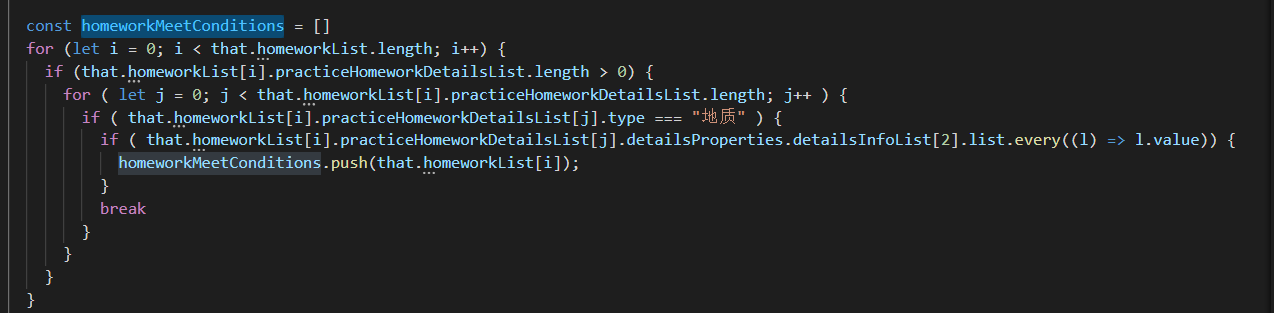 const homeworkMeetConditions = []
for (let i = 0; i < that.homeworkList.length; i++) {
  if (that.homeworkList[i].practiceHomeworkDetailsList.length > 0) {
    for ( let j = 0; j < that.homeworkList[i].practiceHomeworkDetailsList.length; j++ ) {
      if ( that.homeworkList[i].practiceHomeworkDetailsList[j].type === "地质" ) {
        if ( that.homeworkList[i].practiceHomeworkDetailsList[j].detailsProperties.detailsInfoList[2].list.every((l) => l.value)) {
          homeworkMeetConditions.push(that.homeworkList[i]);
        }
        break
      }
    }
  }
}